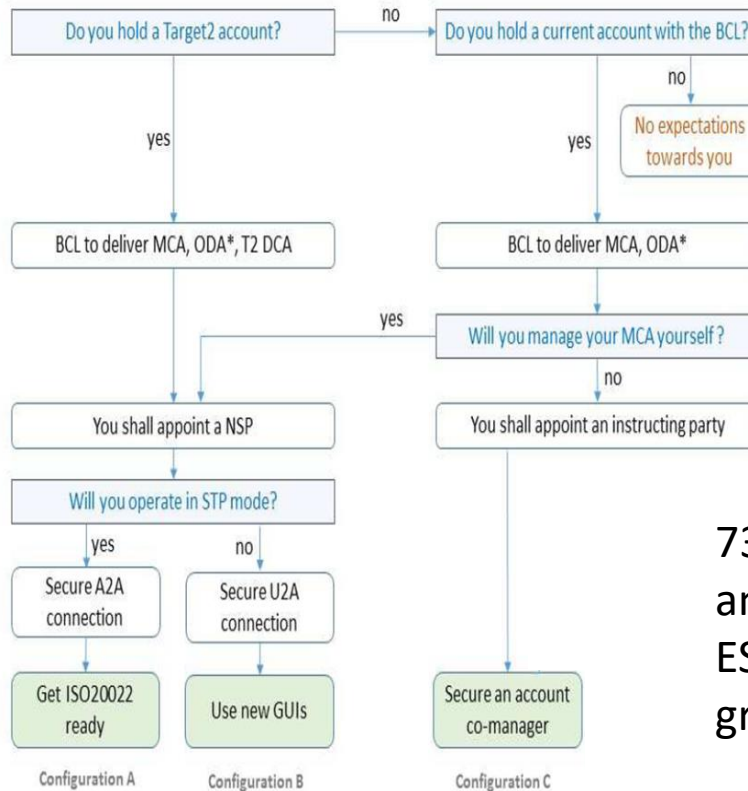 Do you hold a Target2 account?
no
Do you hold a current account with the BCL?
no
No expectations
towards you
yes
yes
BCL to deliver MCA, ODA*, T2 DCA
BCL to deliver MCA, ODA*
yes
Will you manage your MCA yourself ?
no
You shall appoint a NSP
You shall appoint an instructing party
Will you operate in STP mode?
yes
no
Secure A2A
connection
Secure U2A
connection
Get ISO20022
ready
Use new GUIs
Secure an account
co-manager
Configuration A
Configuration B
Configuration C
73
ES